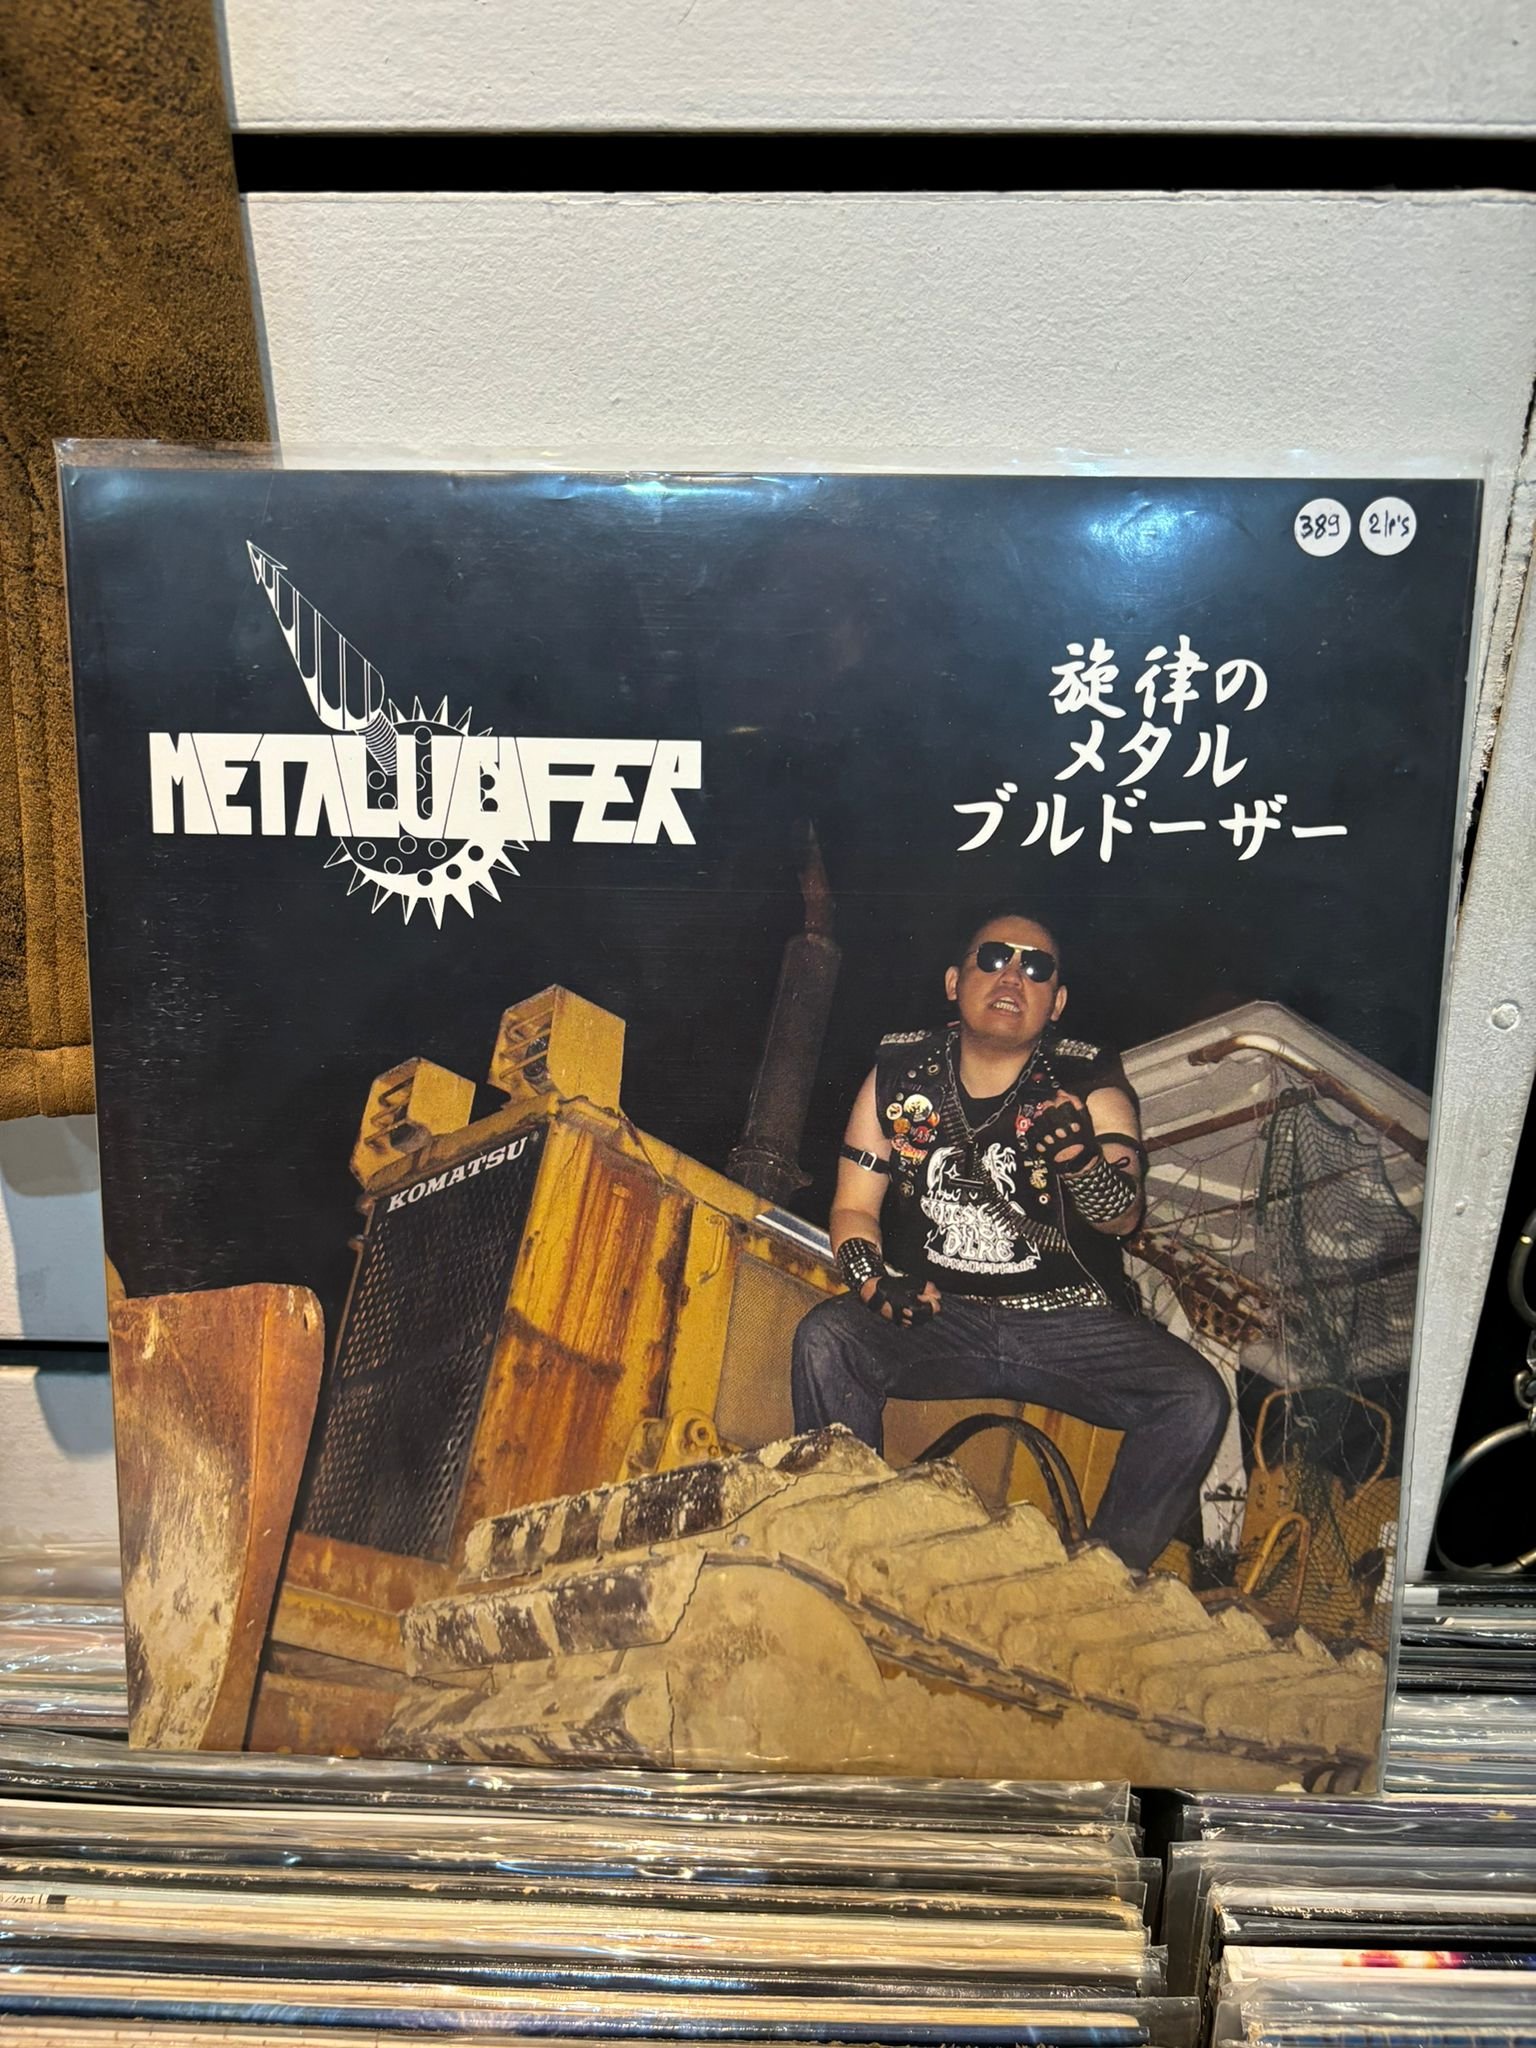 389 2lp's
METALUCIFER
旋律の
メタル
ブルドーザー
KOMATSU